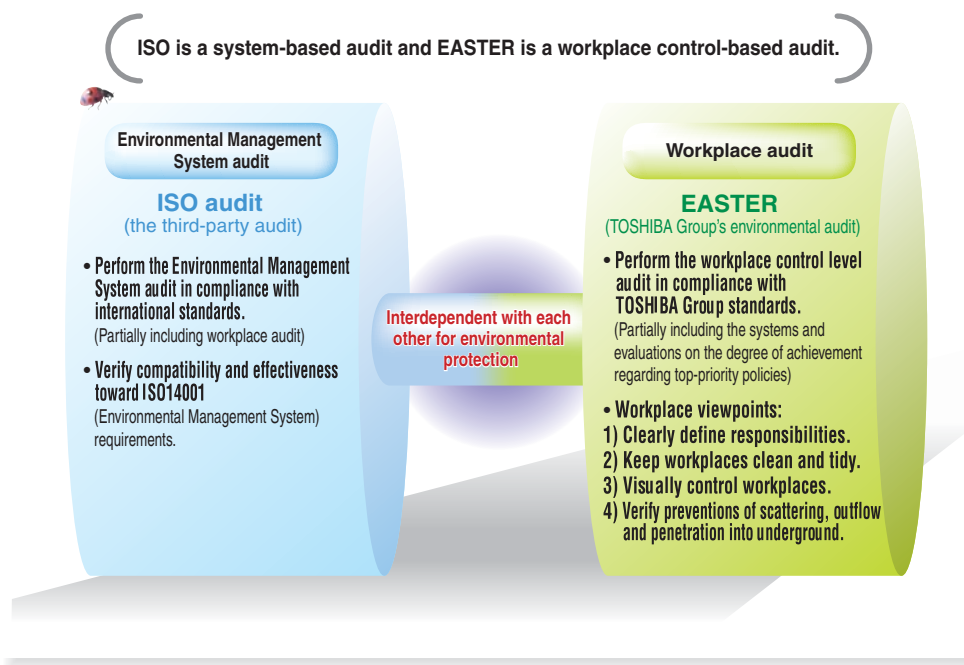 ISO is a system-based audit and EASTER is a workplace control-based audit.
Environmental Management
System audit
ISO audit
(the third-party audit)
• Perform the Environmental Management
System audit in compliance with
international standards.
(Partially including workplace audit)
• Verify compatibility and effectiveness
toward ISO14001
(Environmental Management System)
requirements.
Interdependent with each
other for environmental
protection
Workplace audit
EASTER
(TOSHIBA Group's environmental audit)
• Perform the workplace control level
audit in compliance with
TOSHIBA Group standards.
(Partially including the systems and
evaluations on the degree of achievement
regarding top-priority policies)
• Workplace viewpoints:
1) Clearly define responsibilities.
2) Keep workplaces clean and tidy.
3) Visually control workplaces.
4) Verify preventions of scattering, outflow
and penetration into underground.